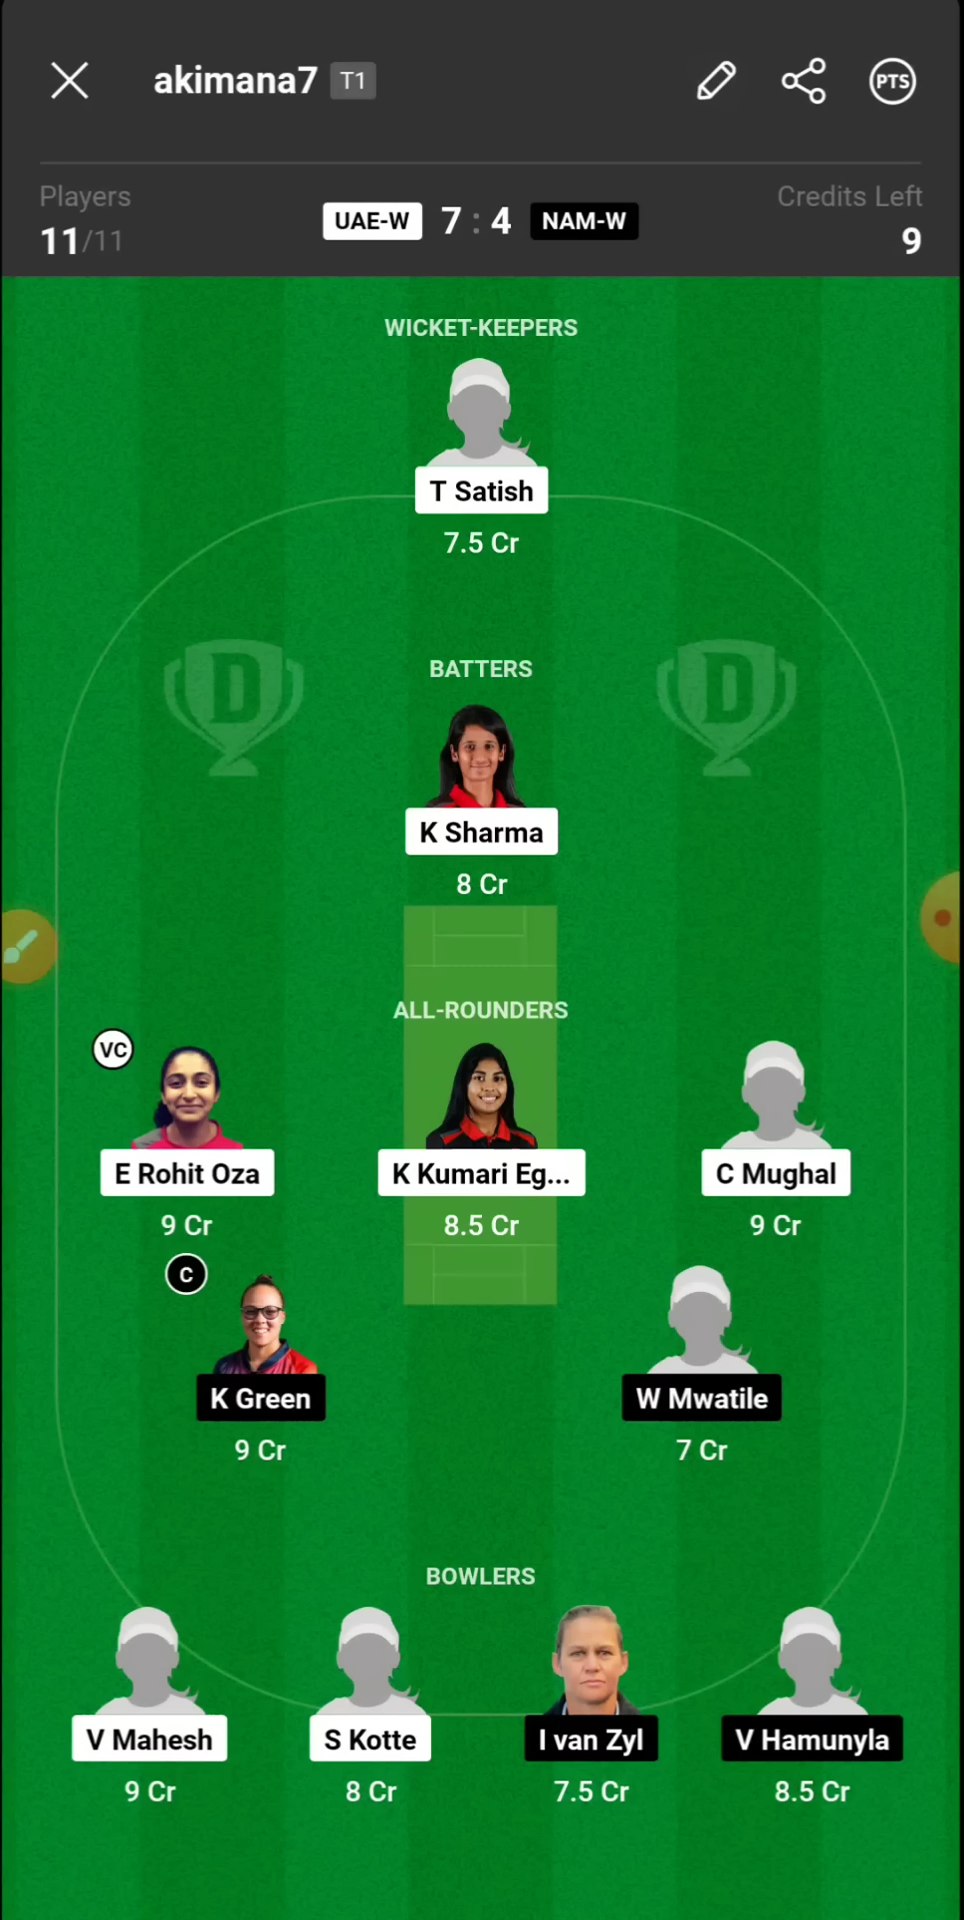 akimana7 T1
PTS
Players
Credits Left
11/11
UAE-W 7 : 4 NAM-W
9
WICKET-KEEPERS
T Satish
7.5 Cr
D D
BATTERS
K Sharma
8 Cr
ALL-ROUNDERS
VC
E Rohit Oza
K Kumari Eg...
C Mughal
9 Cr
8.5 Cr
9 Cr
C
K Green
W Mwatile
9 Cr
7 Cr
BOWLERS
V Mahesh
S Kotte
I van Zyl
V Hamunyla
9 Cr
8 Cr
7.5 Cr
8.5 Cr